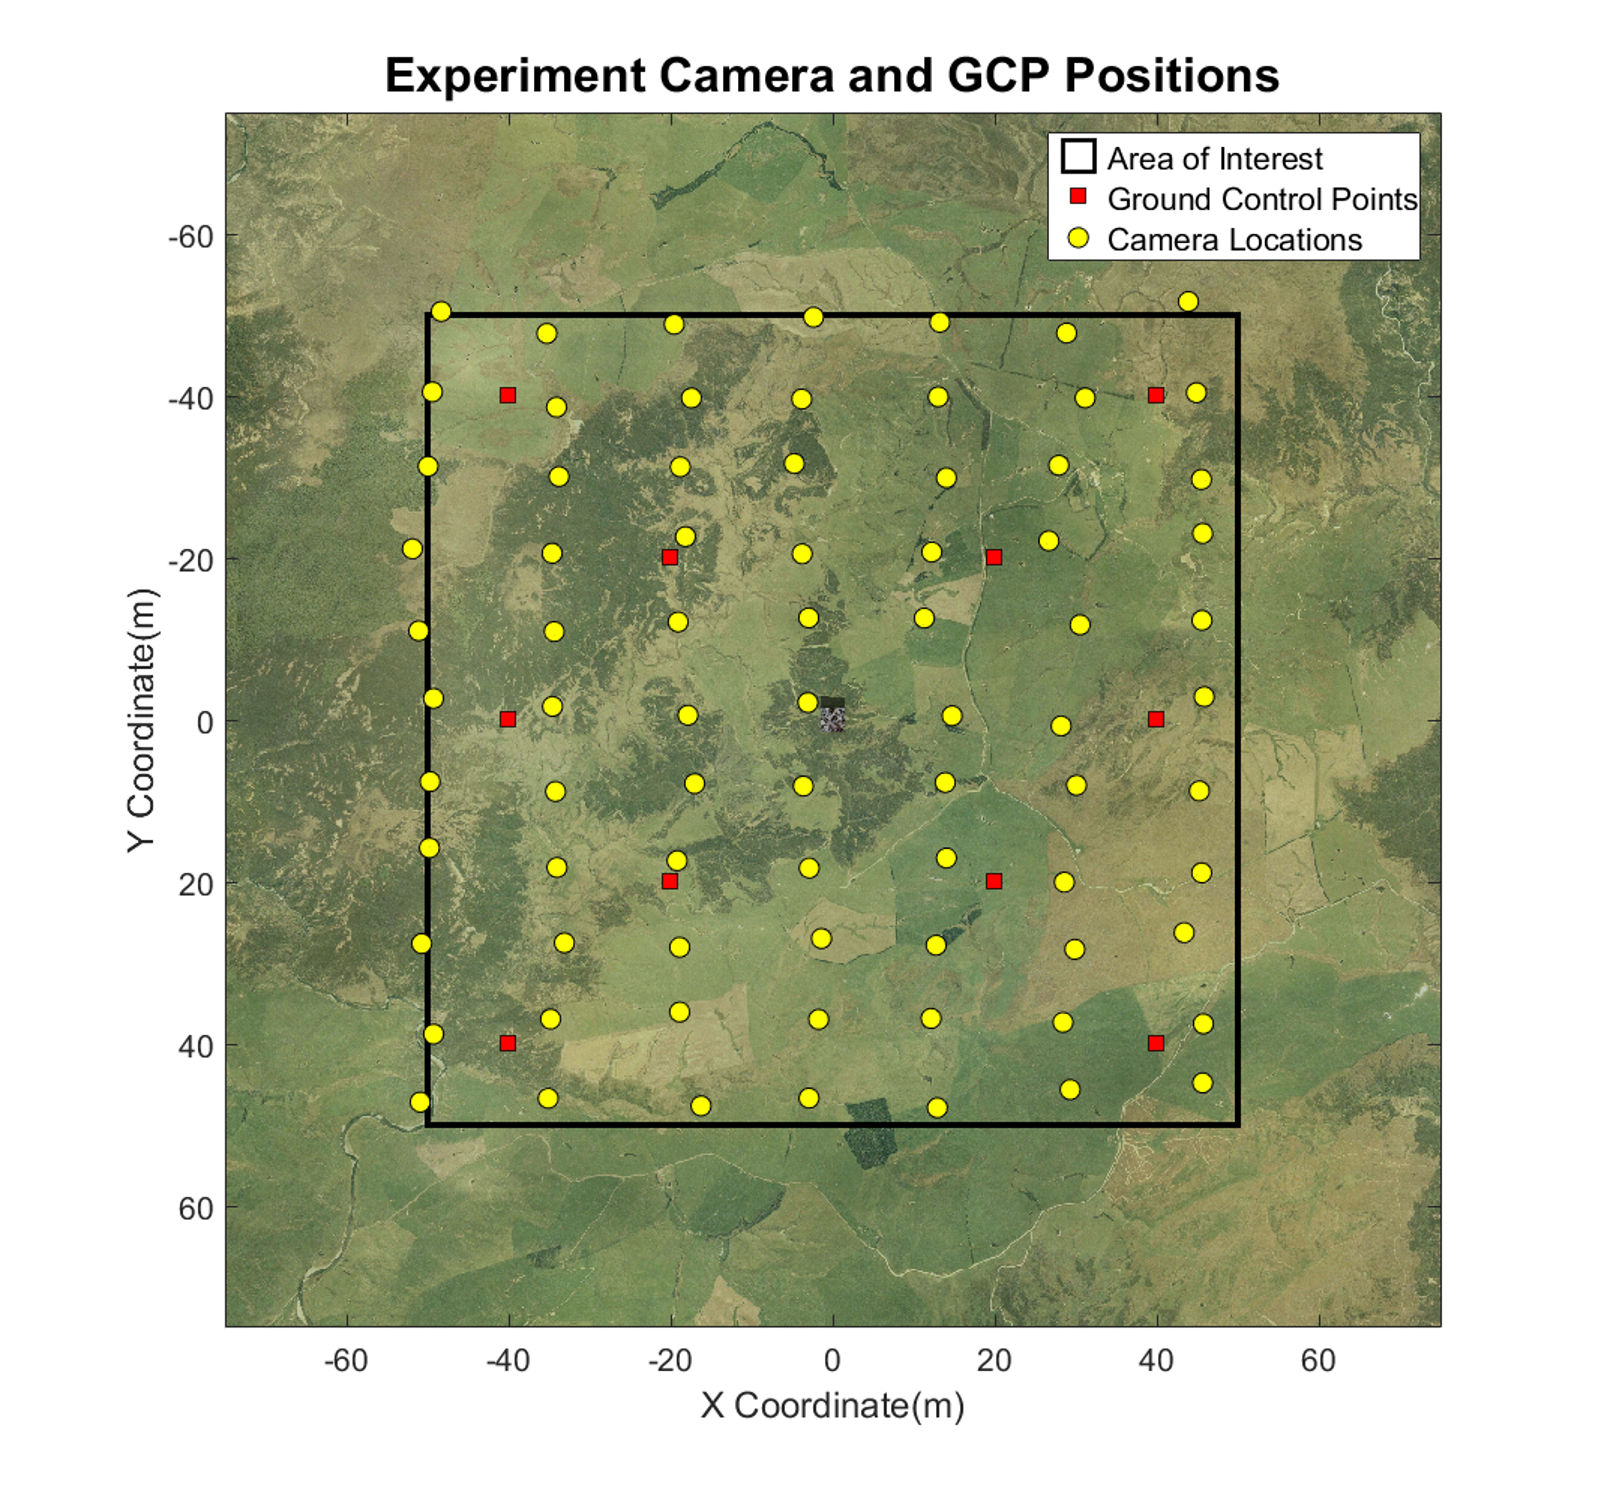 Experiment Camera and GCP Positions
Area of Interest
Ground Control Points
Camera Locations
-60
-40
-20
0
20
40
60
Y Coordinate(m)
-60 -40 -20 0 20 40 60
X Coordinate(m)